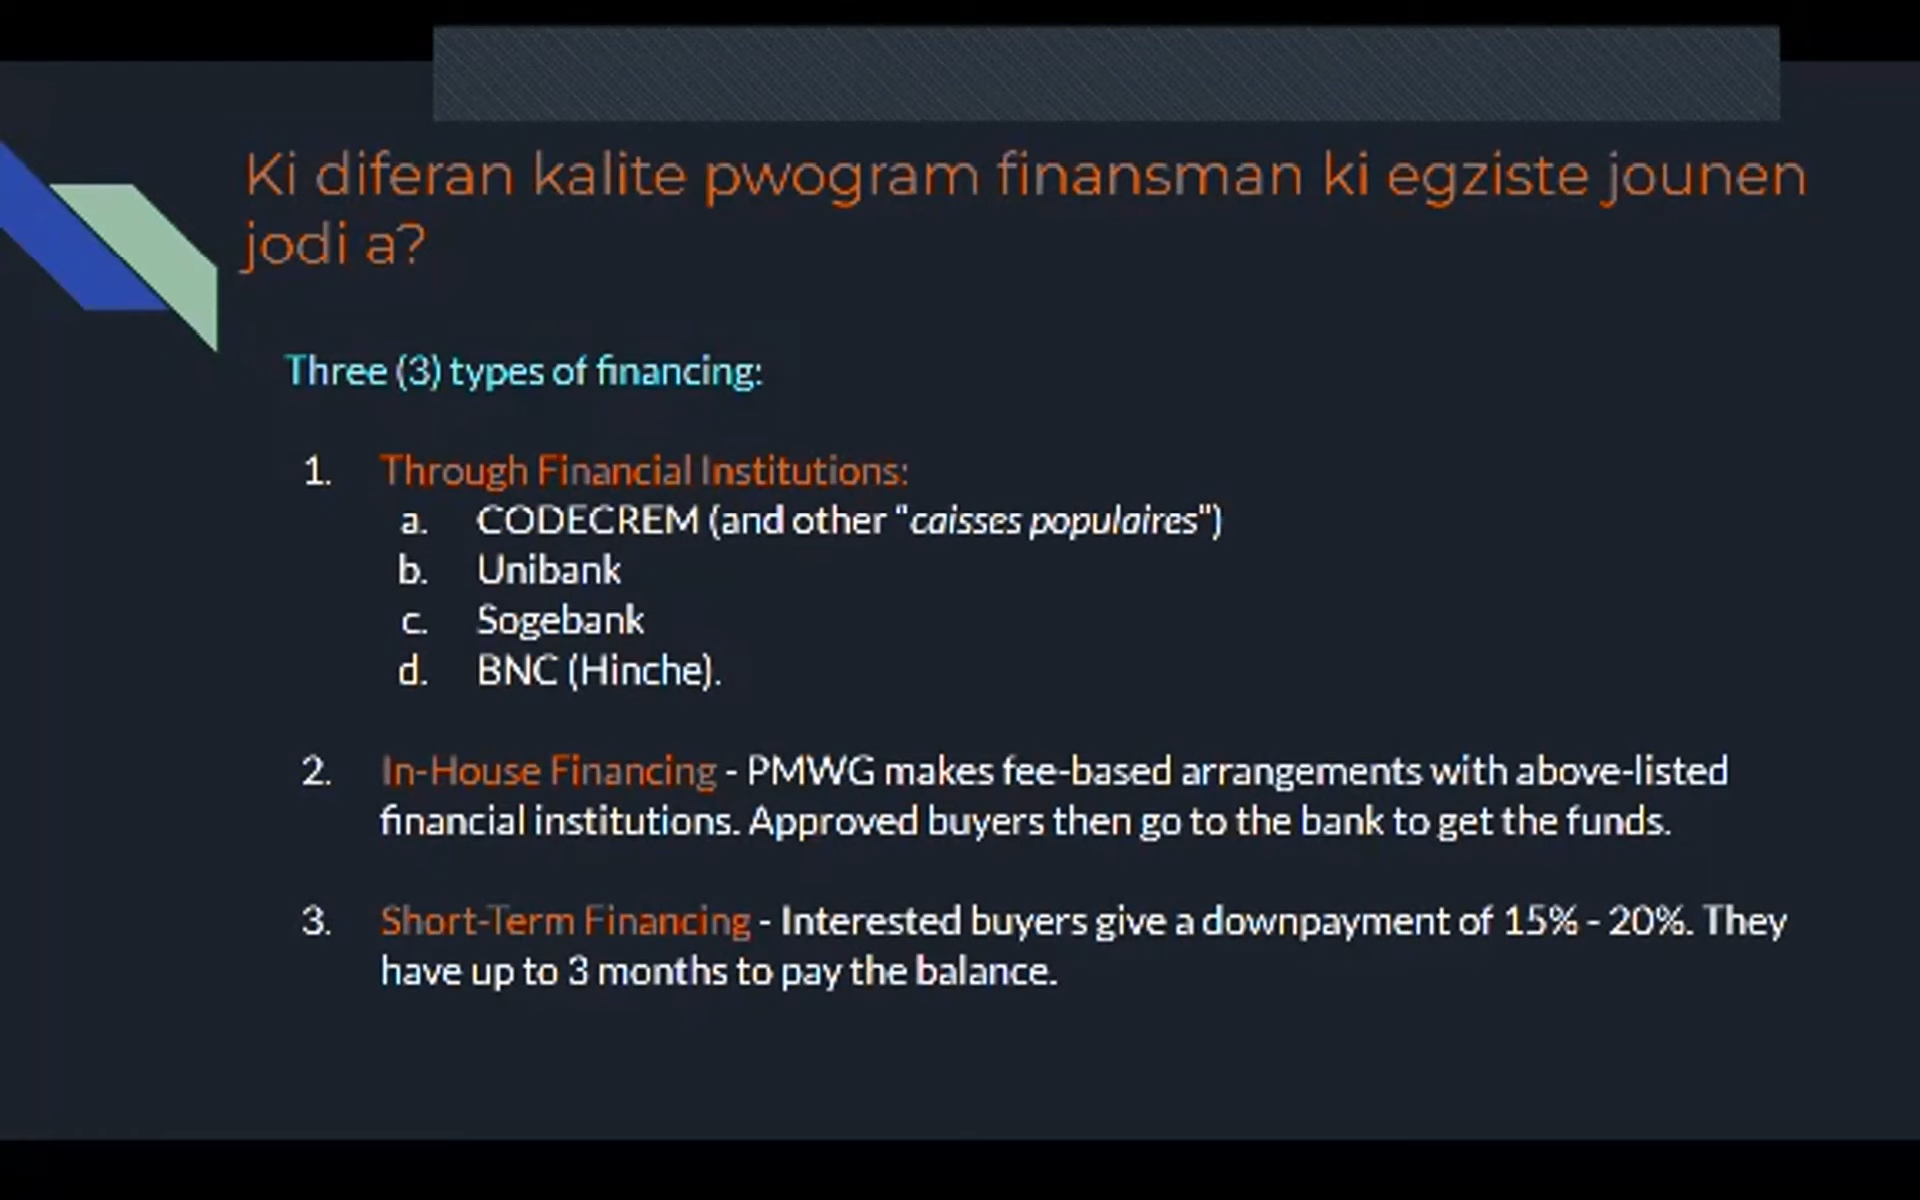 Ki diferan kalite pwogram finansman ki egziste jounen
jodi a?
Three (3) types of financing:
1. Through Financial Institutions:
a. CODECREM (and other "caisses populaires")
b. Unibank
c. Sogebank
d. BNC (Hinche).
2. In-House Financing - PMWG makes fee-based arrangements with above-listed
financial institutions. Approved buyers then go to the bank to get the funds.
3. Short-Term Financing - Interested buyers give a downpayment of 15% - 20%. They
have up to 3 months to pay the balance.